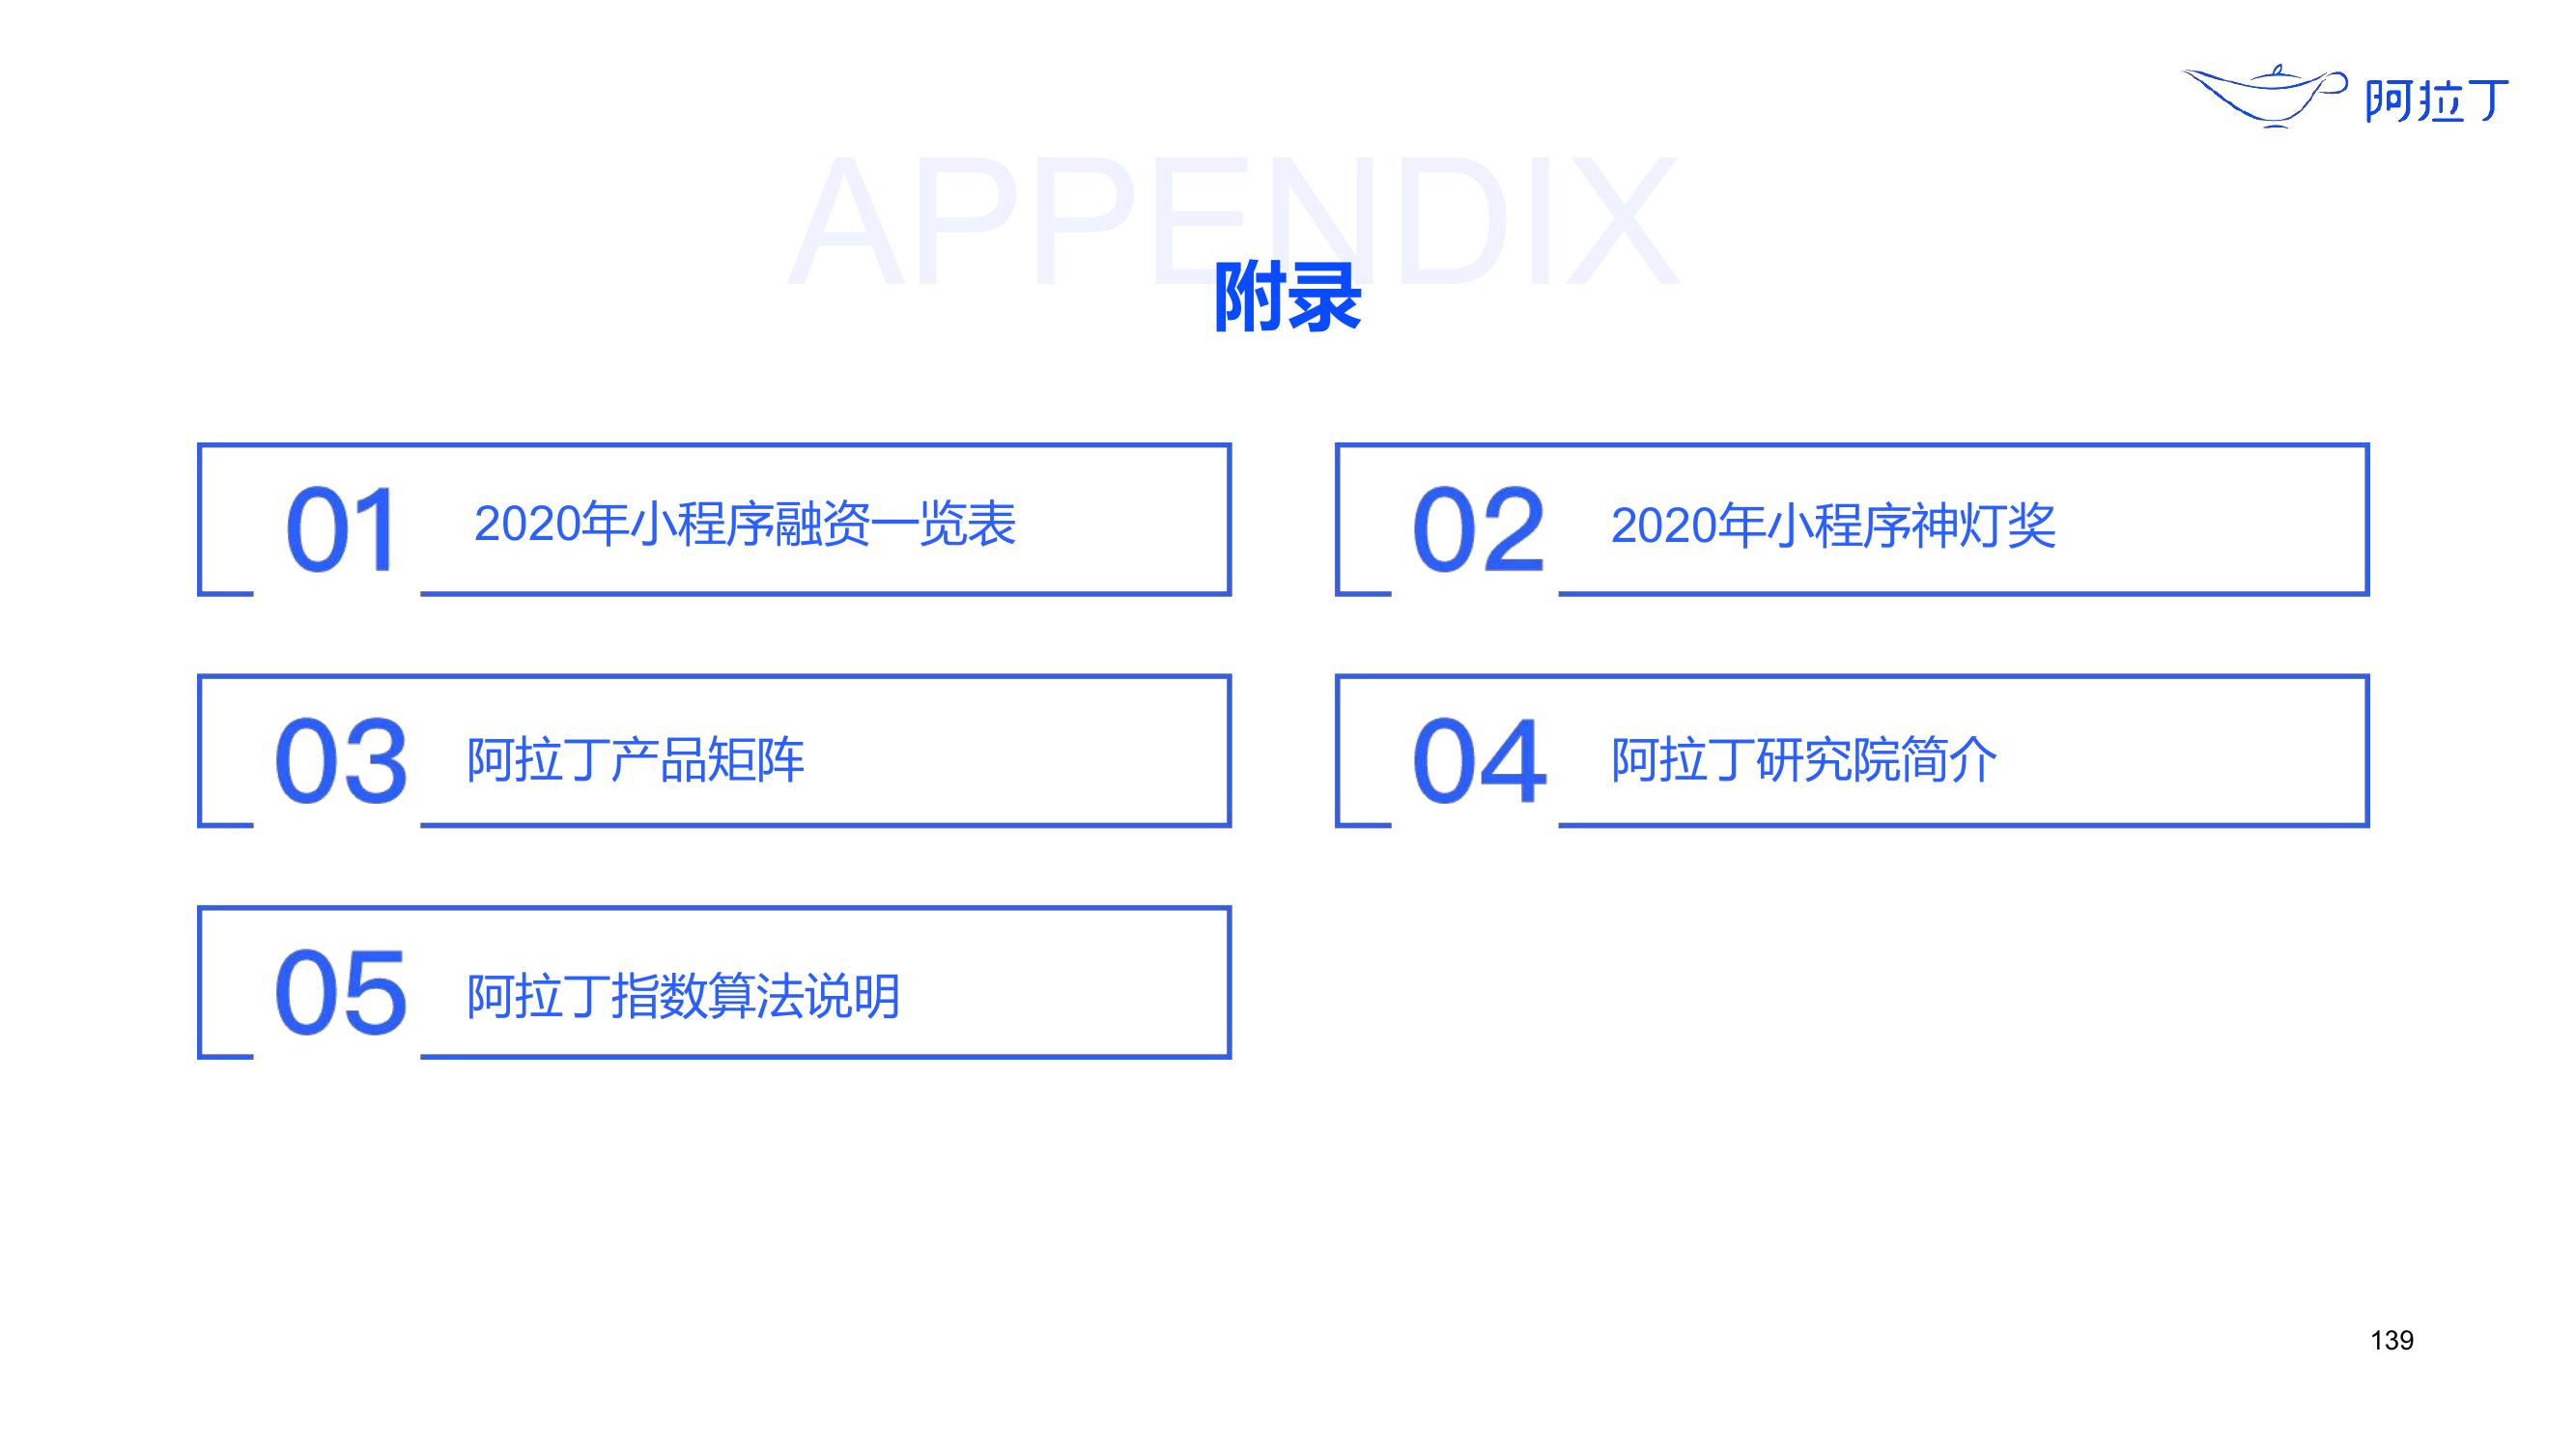 阿拉丁
APPENDIX
附录
01 2020年小程序融资一览表
02 2020年小程序神灯奖
03 阿拉丁产品矩阵
04 阿拉丁研究院简介
05 阿拉丁指数算法说明
139